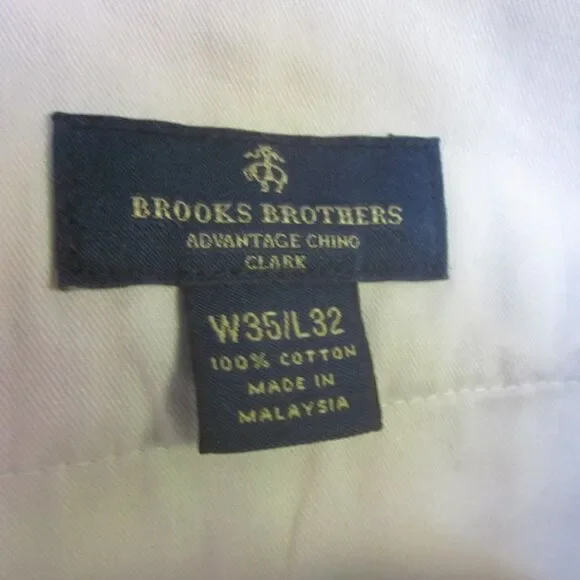 BROOKS BROTHERS
ADVANTAGE CHINO
CLARK
W35/L32
100% COTTON
MADE IN
MALAYSIA